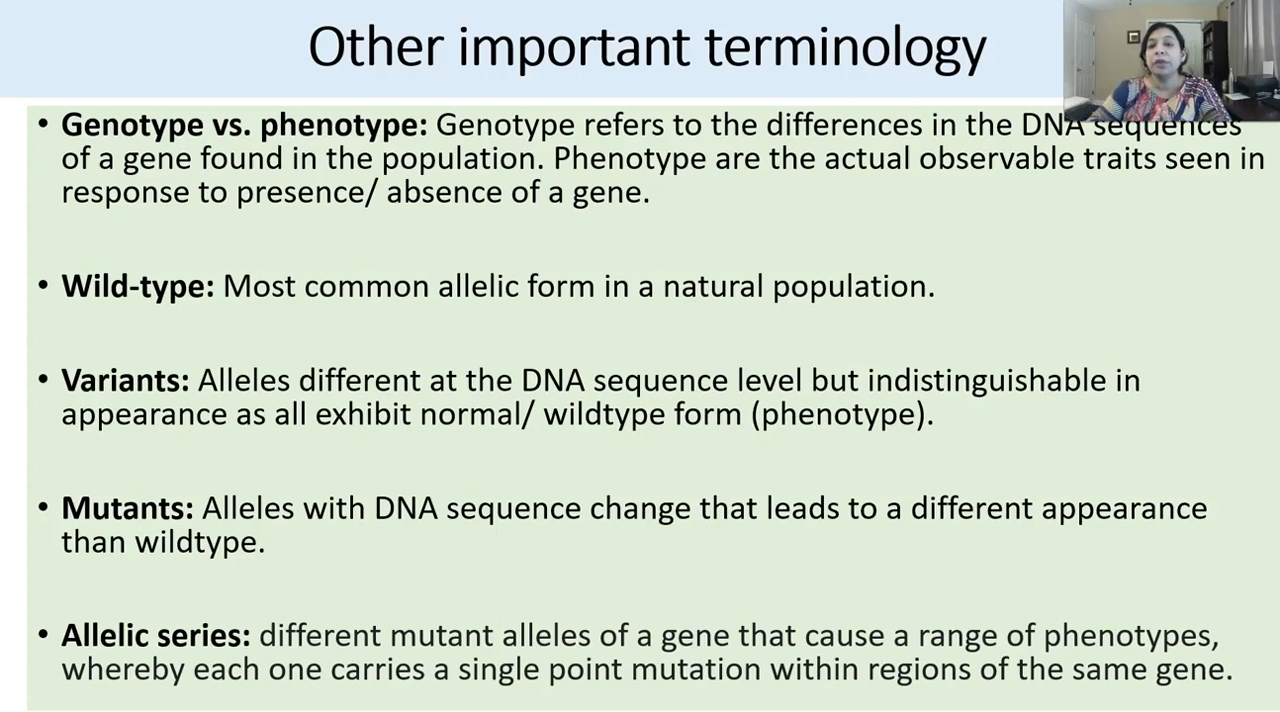 Other important terminology
• Genotype vs. phenotype: Genotype refers to the differences in the DNA sequences
of a gene found in the population. Phenotype are the actual observable traits seen in
response to presence/ absence of a gene.
• Wild-type: Most common allelic form in a natural population.
• Variants: Alleles different at the DNA sequence level but indistinguishable in
appearance as all exhibit normal/ wildtype form (phenotype).
• Mutants: Alleles with DNA sequence change that leads to a different appearance
than wildtype.
• Allelic series: different mutant alleles of a gene that cause a range of phenotypes,
whereby each one carries a single point mutation within regions of the same gene.